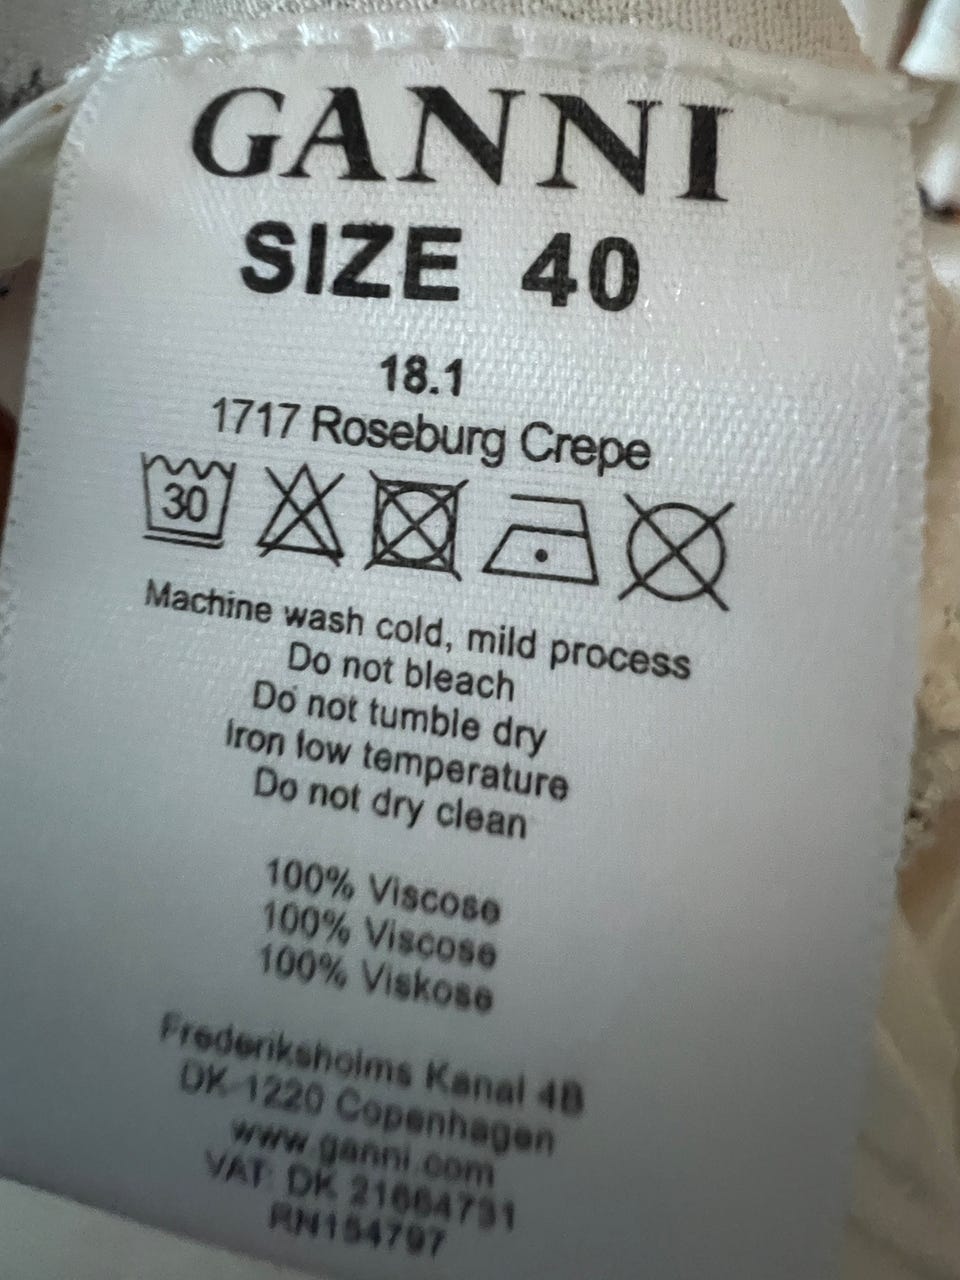 GANNI
SIZE 40
18.1
1717 Roseburg Crepe
30
Machine wash cold, mild process
Do not bleach
Do not tumble dry
Iron low temperature
Do not dry clean
100% Viscose
100% Viscose
100% Viskose
Frederiksholms Kanal 4B
DK-1220 Copenhagen
www.ganni.com
VAT: DK 21664731
RN154797